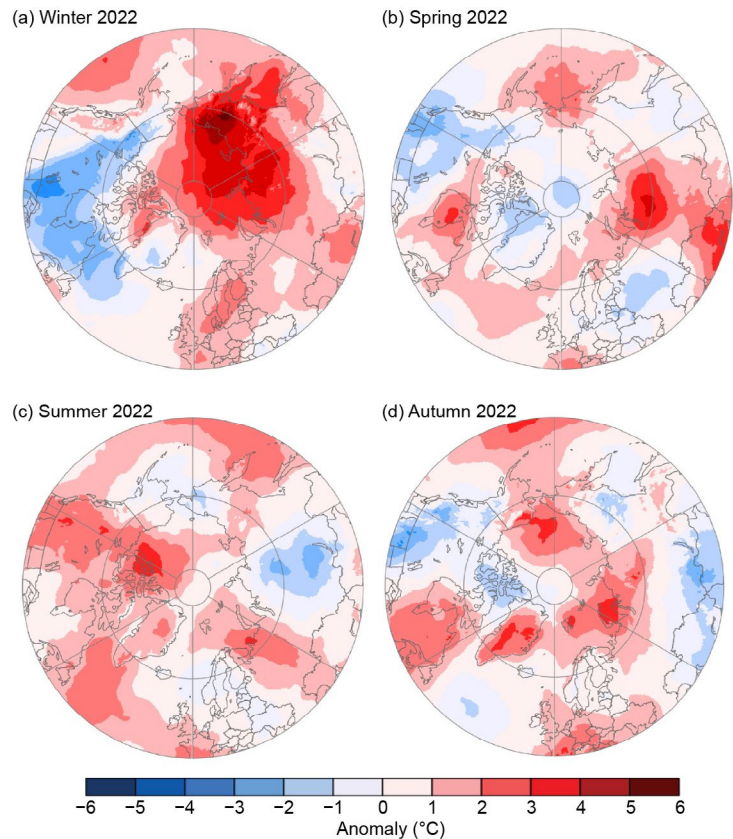 (a) Winter 2022
(b) Spring 2022
(c) Summer 2022
(d) Autumn 2022
−6 −5 −4 −3 −2 −1 0 1 2 3 4 5 6
Anomaly (°C)